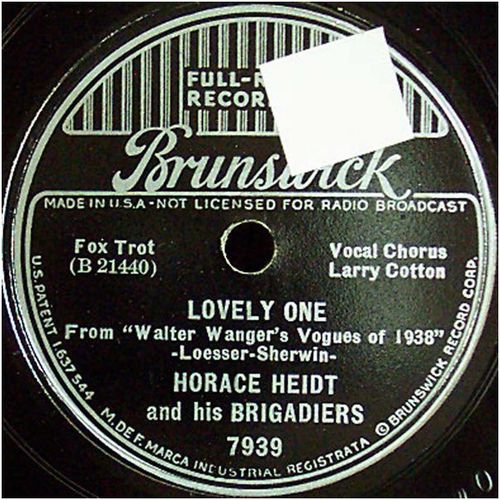 FULL-
RECOR
Brunswick
MADE IN U.S.A - NOT LICENSED FOR RADIO BROADCAST
Fox Trot
(B 21440)
Vocal Chorus
Larry Cotton
LOVELY ONE
From "Walter Wanger's Vogues of 1938"
-Loesser-Sherwin-
HORACE HEIDT
and his BRIGADIERS
7939
U.S. PATENT 1,637,544
M. DE F. MARCA INDUSTRIAL REGISTRATA
© BRUNSWICK RECORD CORP.